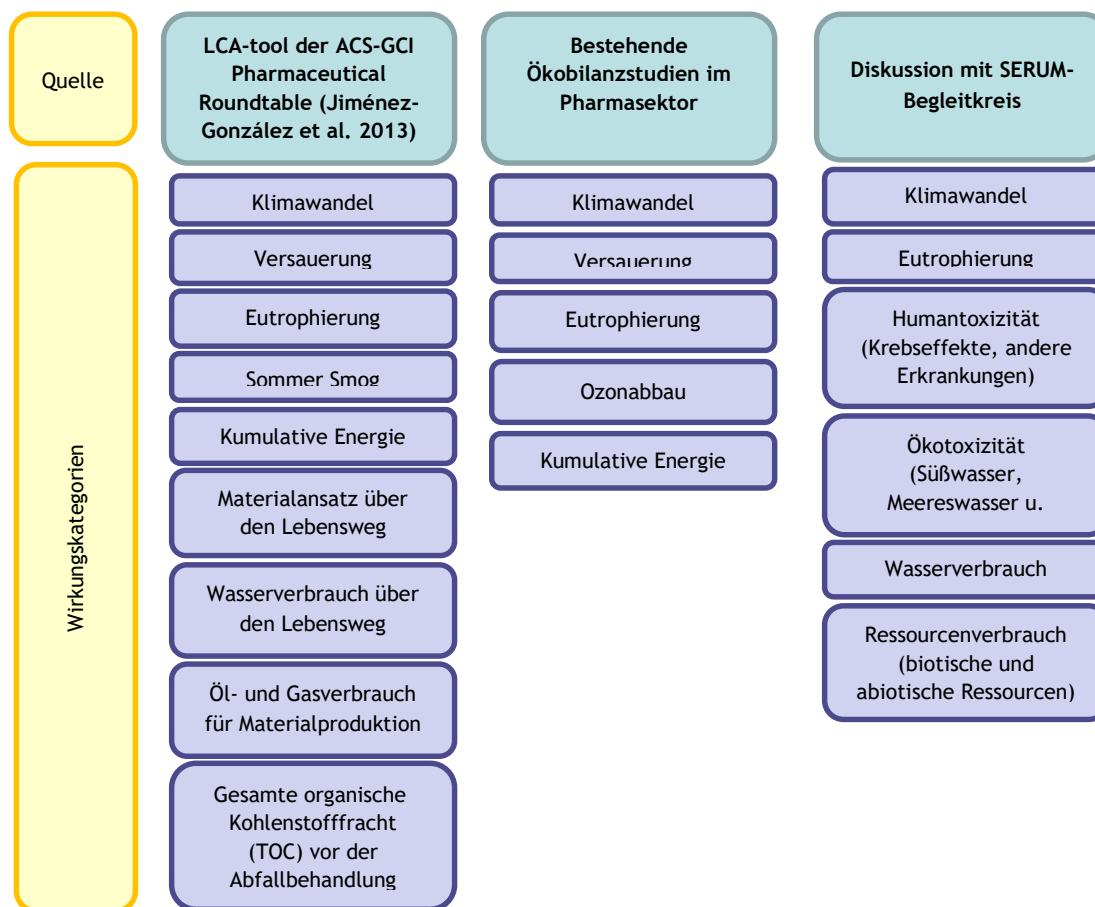 Quelle
LCA-tool der ACS-GCI
Pharmaceutical
Roundtable (Jiménez-
González et al. 2013)
Bestehende
Ökobilanzstudien im
Pharmasektor
Diskussion mit SERUM-
Begleitkreis
Wirkungskategorien
Klimawandel
Versauerung
Eutrophierung
Sommer Smog
Kumulative Energie
Materialansatz über
den Lebensweg
Wasserverbrauch über
den Lebensweg
Öl- und Gasverbrauch
für Materialproduktion
Gesamte organische
Kohlenstofffracht
(TOC) vor der
Abfallbehandlung
Klimawandel
Versauerung
Eutrophierung
Ozonabbau
Kumulative Energie
Klimawandel
Eutrophierung
Humantoxizität
(Krebseffekte, andere
Erkrankungen)
Ökotoxizität
(Süßwasser,
Meereswasser u.
Wasserverbrauch
Ressourcenverbrauch
(biotische und
abiotische Ressourcen)